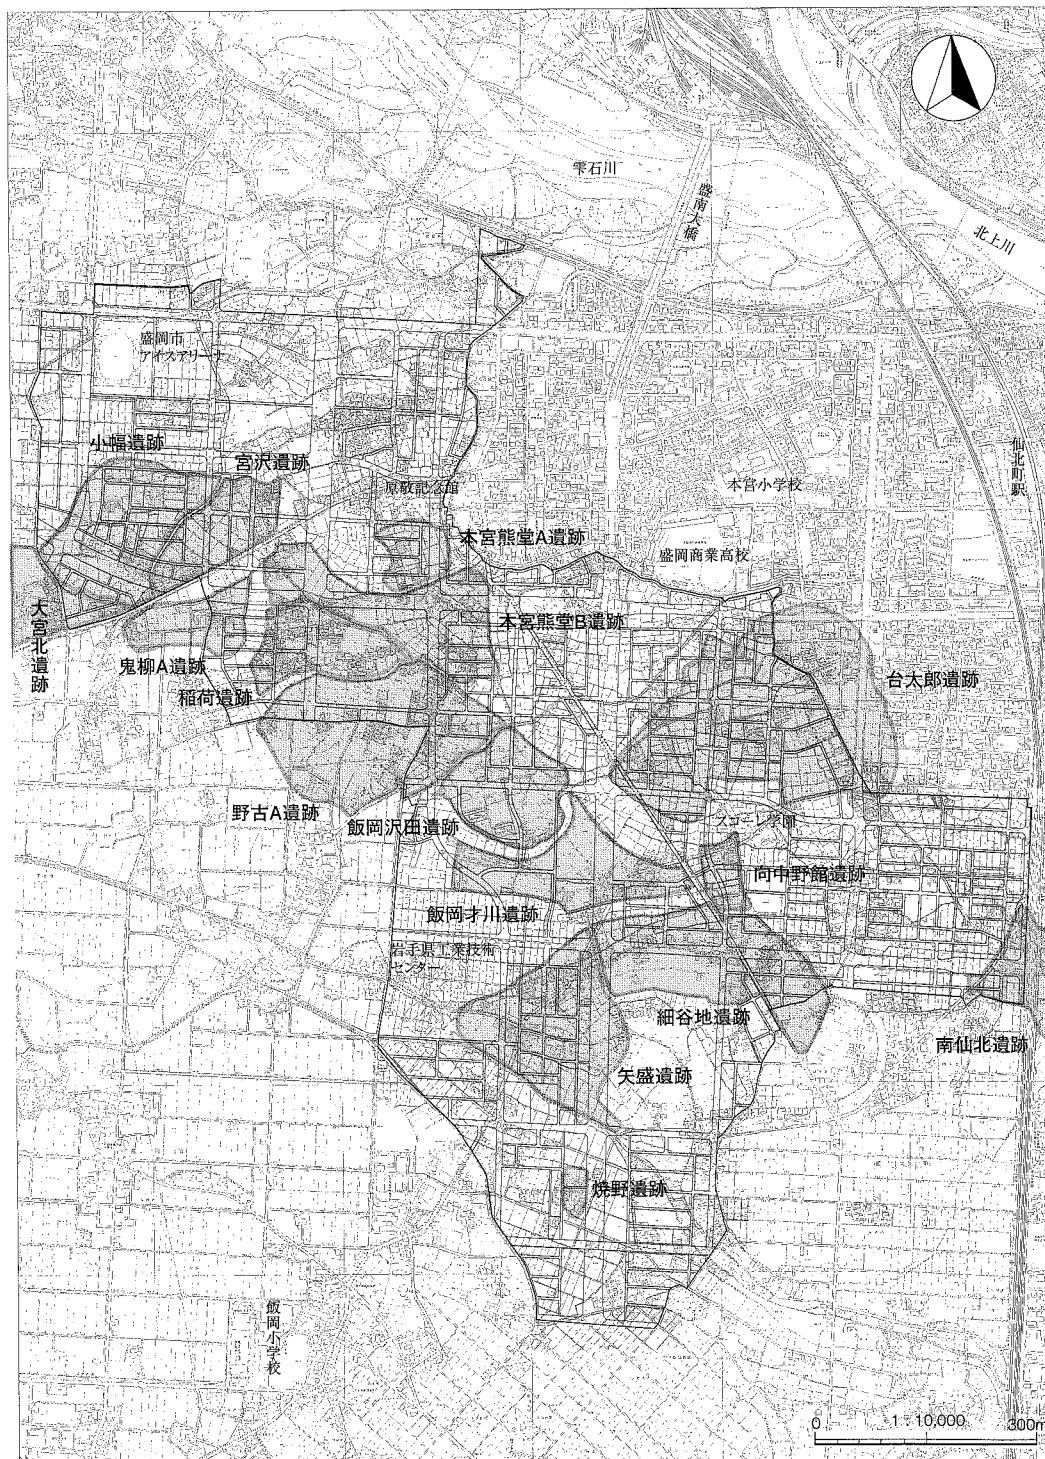 雫石川
盛南大橋
北上川
盛岡市
アイスアリーナ
小幅遺跡
宮沢遺跡
原敬記念館
本宮小学校
仙北町駅
本宮熊堂A遺跡
盛岡商業高校
大宮北遺跡
本宮熊堂B遺跡
鬼柳A遺跡
稲荷遺跡
台太郎遺跡
野古A遺跡
飯岡沢田遺跡
スコーレ学園
向中野館遺跡
飯岡才川遺跡
岩手県工業技術
センター
細谷地遺跡
南仙北遺跡
矢盛遺跡
焼野遺跡
飯岡小学校
0 1:10,000 300m